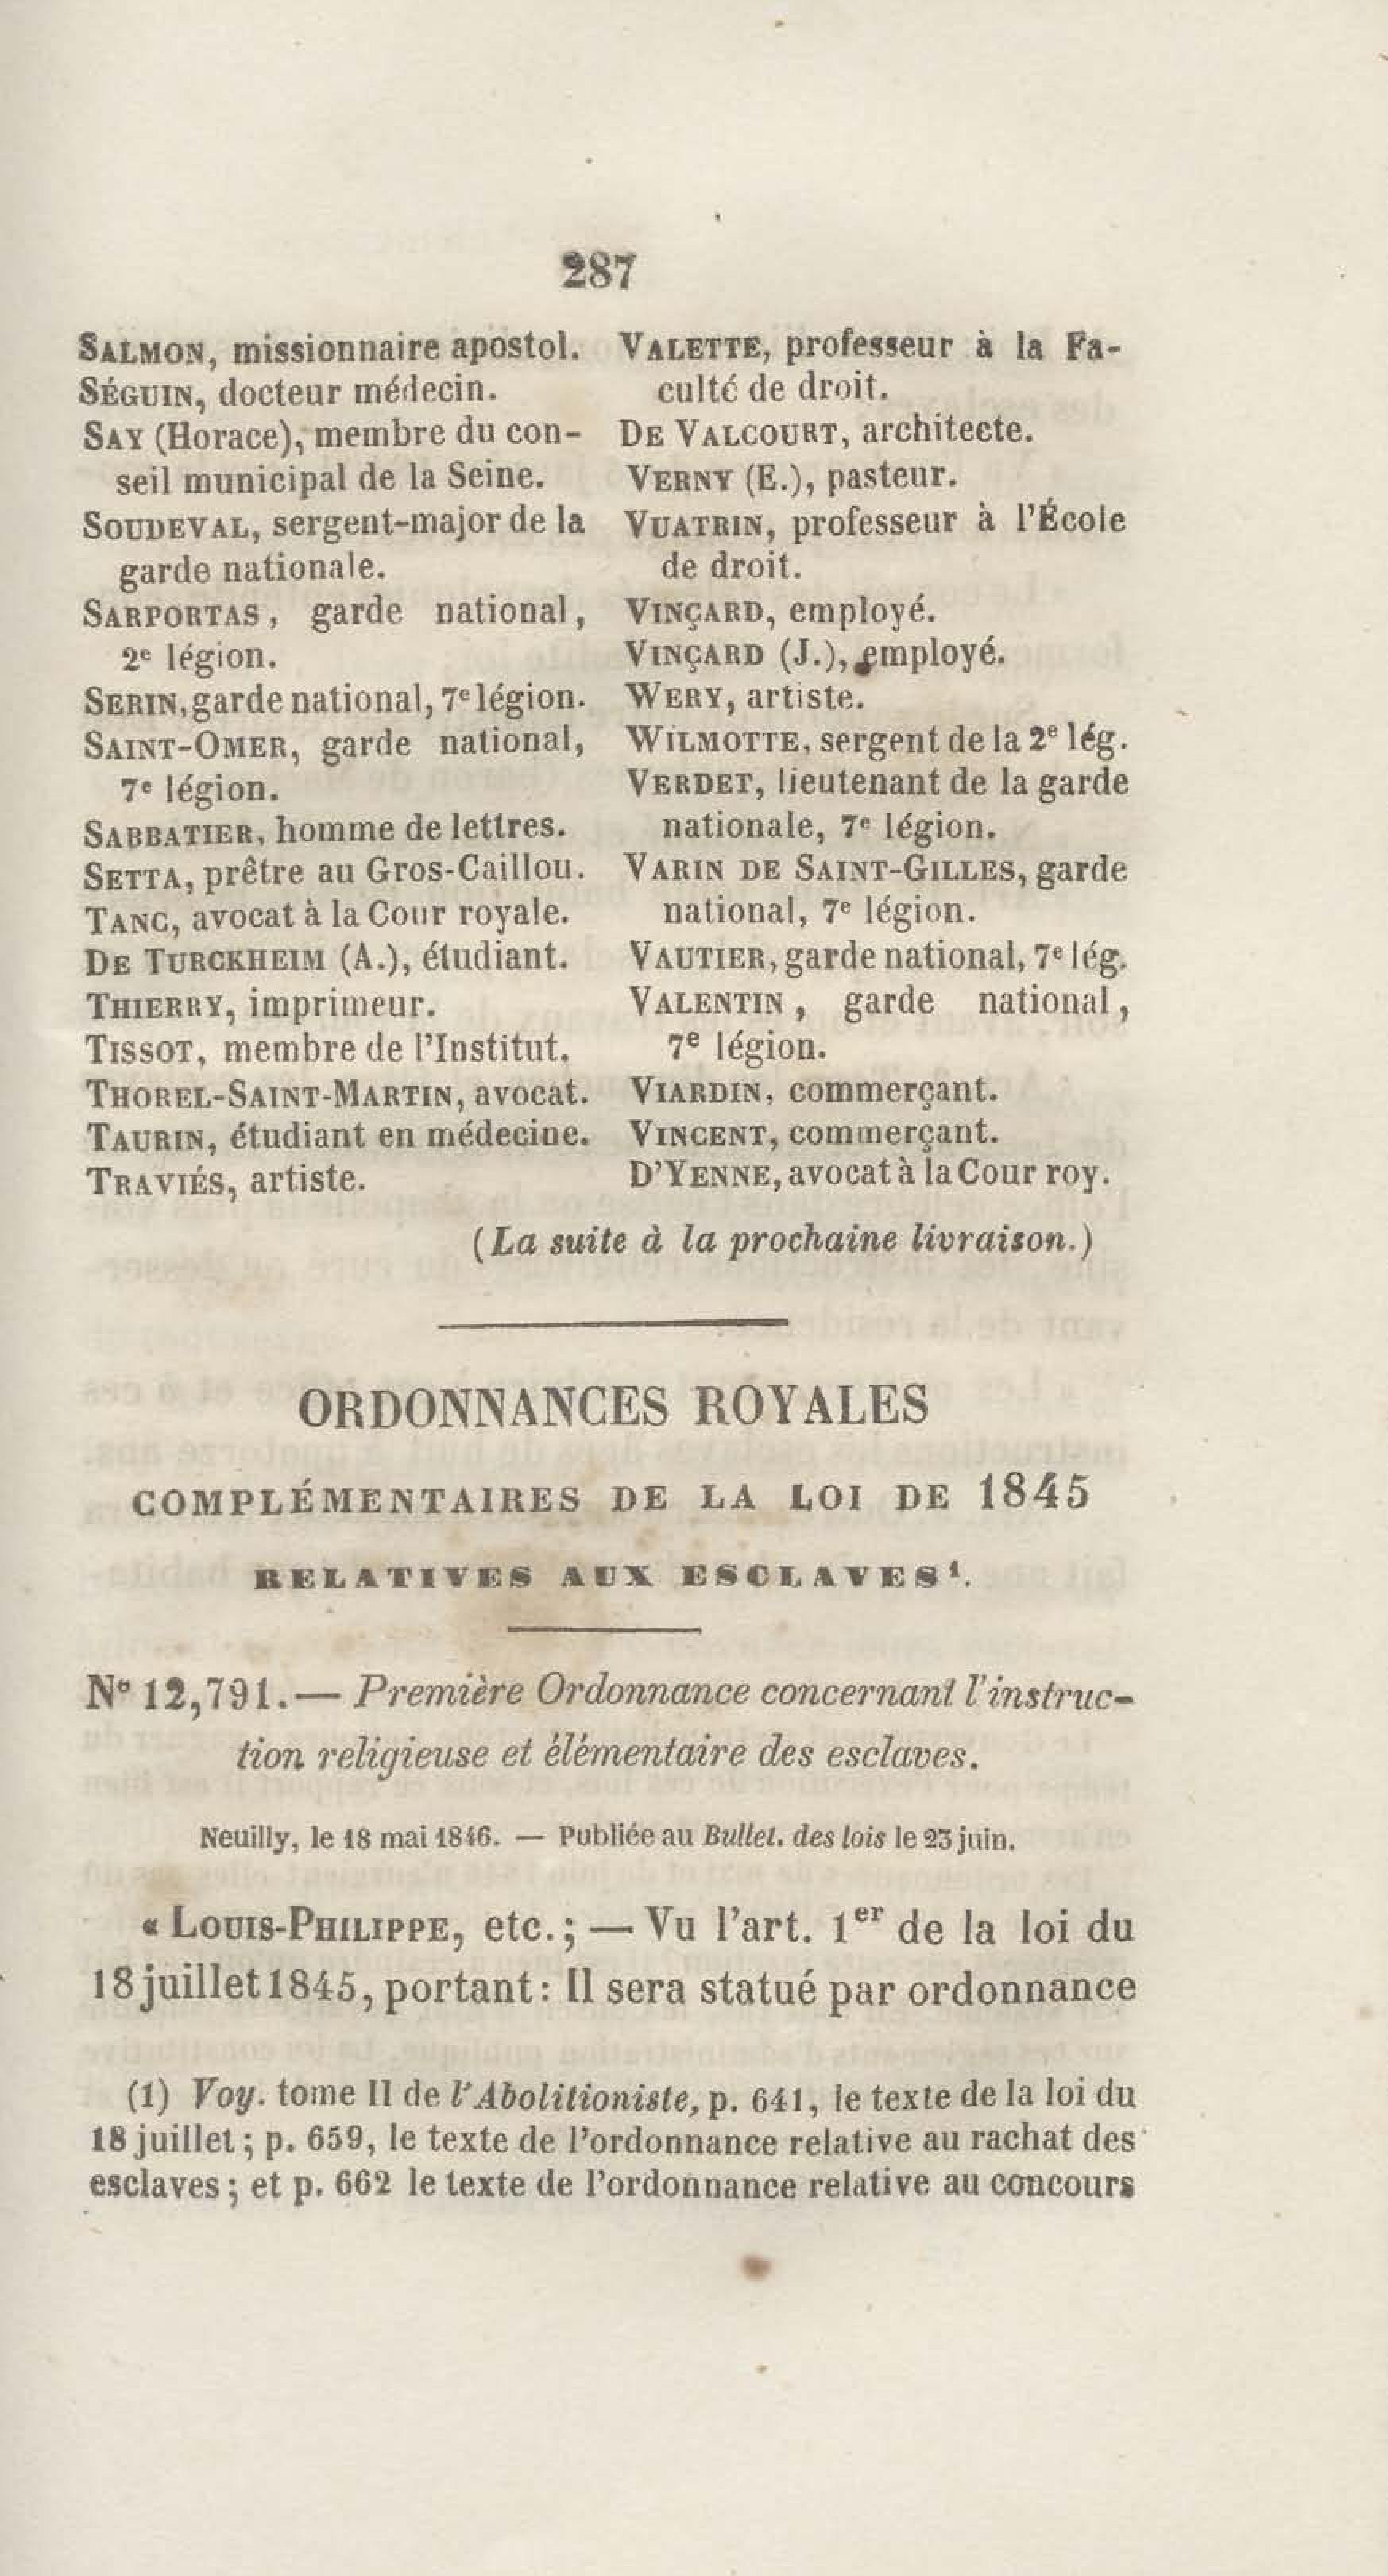 287
SALMON, missionnaire apostol.
SÉGUIN, docteur médecin.
SAY (Horace), membre du con-
seil municipal de la Seine.
SOUDEVAL, sergent-major de la
garde nationale.
SARPORTAS, garde national,
2e légion.
SERIN, garde national, 7e légion.
SAINT-OMER, garde national,
7e légion.
SABBATIER, homme de lettres.
SETTA, prêtre au Gros-Caillou.
TANC, avocat à la Cour royale.
DE TURCKHEIM (A.), étudiant.
THIERRY, imprimeur.
TISSOT, membre de l'Institut.
THOREL-SAINT-MARTIN, avocat.
TAURIN, étudiant en médecine.
TRAVIÉS, artiste.
VALETTE, professeur à la Fa-
culté de droit.
DE VALCOURT, architecte.
VERNY (E.), pasteur.
VUATRIN, professeur à l'École
de droit.
VINÇARD, employé.
VINÇARD (J.), employé.
WERY, artiste.
WILMOTTE, sergent de la 2e lég.
VERDET, lieutenant de la garde
nationale, 7e légion.
VARIN DE SAINT-GILLES, garde
national, 7e légion.
VAUTIER, garde national, 7e lég.
VALENTIN, garde national,
7e légion.
VIARDIN, commerçant.
VINCENT, commerçant.
D'YENNE, avocat à la Cour roy.
(La suite à la prochaine livraison.)
ORDONNANCES ROYALES
COMPLÉMENTAIRES DE LA LOI DE 1845
RELATIVES AUX ESCLAVES¹.
N° 12,791. — Première Ordonnance concernant l'instruc-
tion religieuse et élémentaire des esclaves.
Neuilly, le 18 mai 1846. — Publiée au Bullet. des lois le 23 juin.
« LOUIS-PHILIPPE, etc.; — Vu l'art. 1er de la loi du
18 juillet 1845, portant : Il sera statué par ordonnance
(1) Voy. tome II de l'Abolitioniste, p. 641, le texte de la loi du
18 juillet ; p. 659, le texte de l'ordonnance relative au rachat des
esclaves ; et p. 662 le texte de l'ordonnance relative au concours